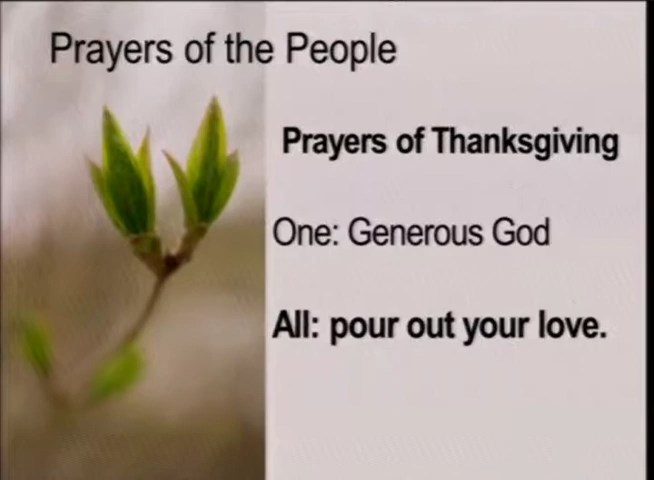 Prayers of the People
Prayers of Thanksgiving
One: Generous God
All: pour out your love.